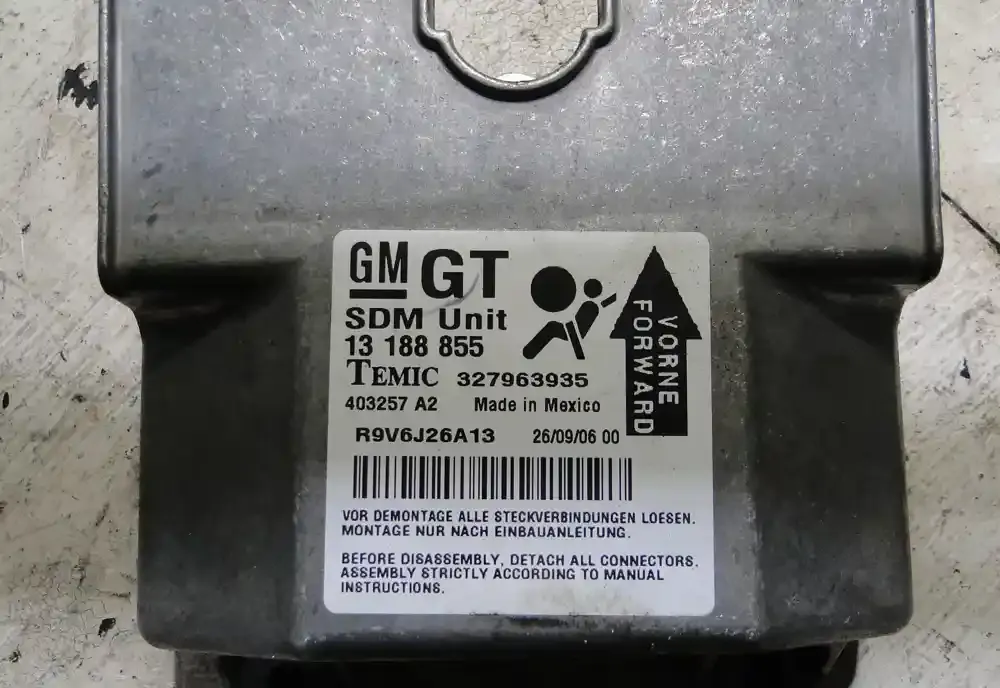 GM GT
SDM Unit
13 188 855
TEMIC 327963935
403257 A2 Made in Mexico
R9V6J26A13 26/09/06 00
VORNE
FORWARD
VOR DEMONTAGE ALLE STECKVERBINDUNGEN LOESEN.
MONTAGE NUR NACH EINBAUANLEITUNG.
BEFORE DISASSEMBLY, DETACH ALL CONNECTORS.
ASSEMBLY STRICTLY ACCORDING TO MANUAL
INSTRUCTIONS.